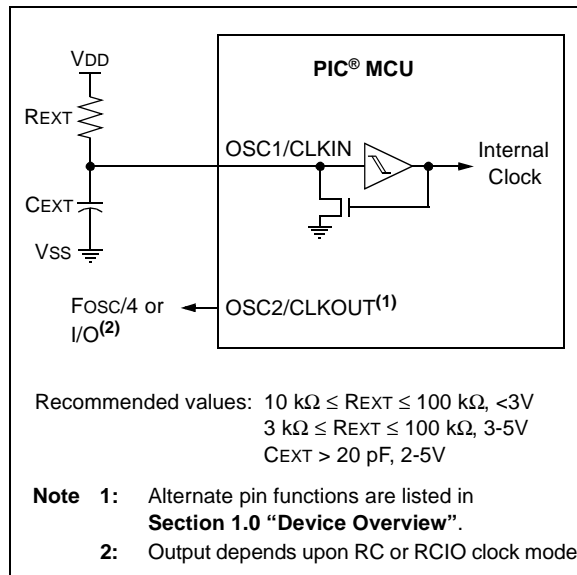 VDD
PIC® MCU
REXT
OSC1/CLKIN
Internal
Clock
CEXT
VSS
OSC2/CLKOUT(1)
FOSC/4 or
I/O(2)
Recommended values: 10 kΩ ≤ REXT ≤ 100 kΩ, <3V
3 kΩ ≤ REXT ≤ 100 kΩ, 3-5V
CEXT > 20 pF, 2-5V
Note 1: Alternate pin functions are listed in
Section 1.0 “Device Overview”.
2: Output depends upon RC or RCIO clock mode